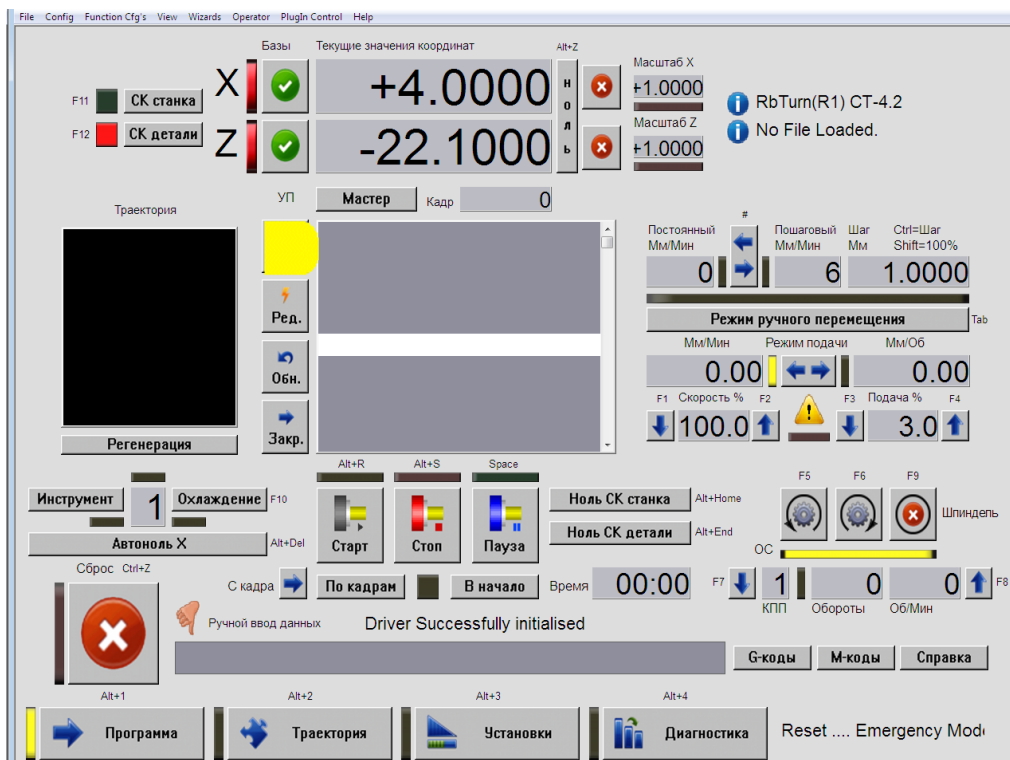 File Config Function Cfg's View Wizards Operator PlugIn Control Help
Базы Текущие значения координат Alt+Z
Масштаб X
F11 СК станка X +4.0000 +1.0000
RbTurn(R1) CT-4.2
F12 СК детали Z -22.1000 Масштаб Z +1.0000
No File Loaded.
Н о л ь
УП Мастер Кадр 0
Траектория
#
Постоянный Пошаговый Шаг Ctrl=Шаг
Мм/Мин Мм/Мин Мм Shift=100%
0 6 1.0000
Ред.
Режим ручного перемещения Tab
Мм/Мин Режим подачи Мм/Об
Обн.
0.00 0.00
F1 Скорость % F2 F3 Подача % F4
100.0 3.0
Закр.
Регенерация
Alt+R Alt+S Space
F5 F6 F9
Инструмент 1 Охлаждение F10
Ноль СК станка Alt+Home
Шпиндель
Ноль СК детали Alt+End
Автоноль X Alt+Del
Старт Стоп Пауза
ОС
Сброс Ctrl+Z
С кадра По кадрам В начало Время 00:00
F7 1 0 0 F8
КПП Обороты Об/Мин
Ручной ввод данных Driver Successfully initialised
G-коды М-коды Справка
Alt+1 Alt+2 Alt+3 Alt+4
Программа Траектория Установки Диагностика
Reset .... Emergency Mod